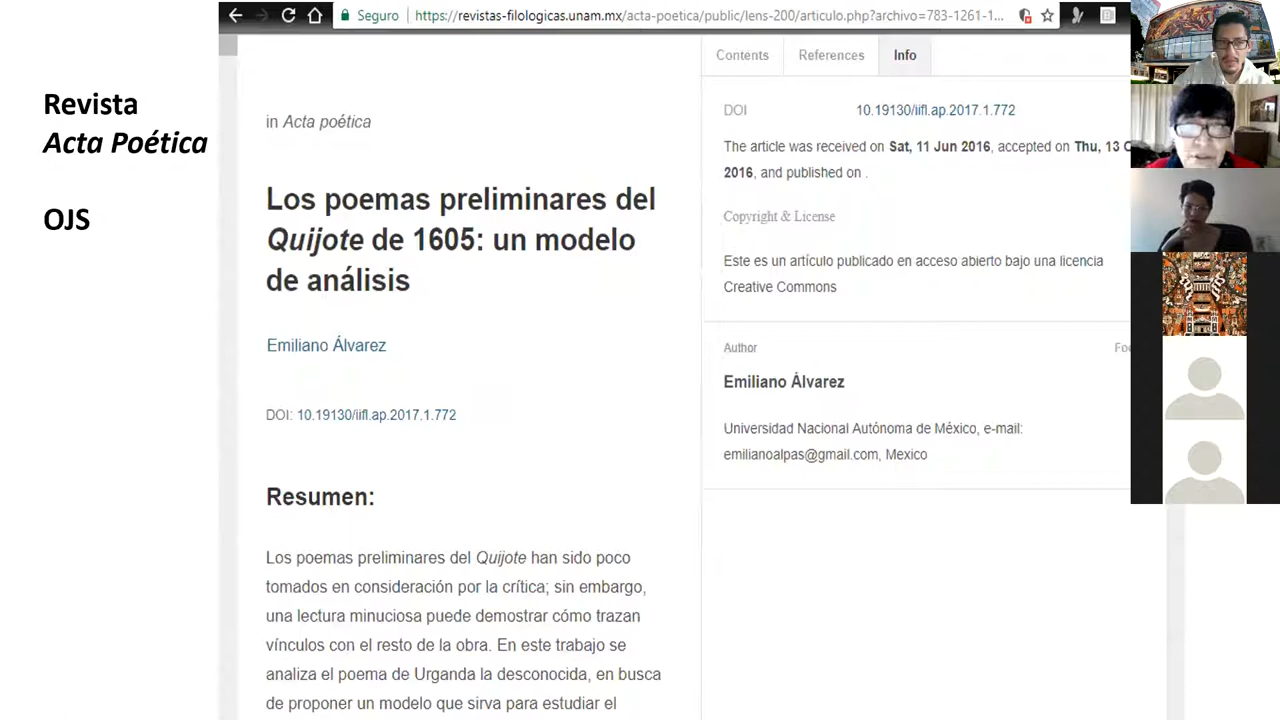 Seguro
https://revistas-filologicas.unam.mx/acta-poetica/public/lens-200/articulo.php?archivo=783-1261-1...
Revista
Acta Poética
OJS
in Acta poética
Los poemas preliminares del
Quijote de 1605: un modelo
de análisis
Emiliano Álvarez
DOI: 10.19130/iifl.ap.2017.1.772
Resumen:
Los poemas preliminares del Quijote han sido poco
tomados en consideración por la crítica; sin embargo,
una lectura minuciosa puede demostrar cómo trazan
vínculos con el resto de la obra. En este trabajo se
analiza el poema de Urganda la desconocida, en busca
de proponer un modelo que sirva para estudiar el
Contents
References
Info
DOI 10.19130/iifl.ap.2017.1.772
The article was received on Sat, 11 Jun 2016, accepted on Thu, 13
2016, and published on .
Copyright & License
Este es un artículo publicado en acceso abierto bajo una licencia
Creative Commons
Author
Emiliano Álvarez
Universidad Nacional Autónoma de México, e-mail:
emilianoalpas@gmail.com, Mexico